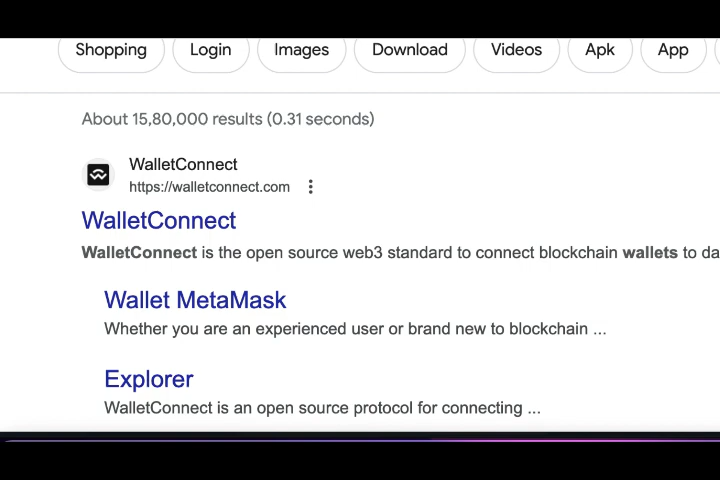 Shopping Login Images Download Videos Apk App
About 15,80,000 results (0.31 seconds)
WalletConnect
https://walletconnect.com
WalletConnect
WalletConnect is the open source web3 standard to connect blockchain wallets to da
Wallet MetaMask
Whether you are an experienced user or brand new to blockchain ...
Explorer
WalletConnect is an open source protocol for connecting ...